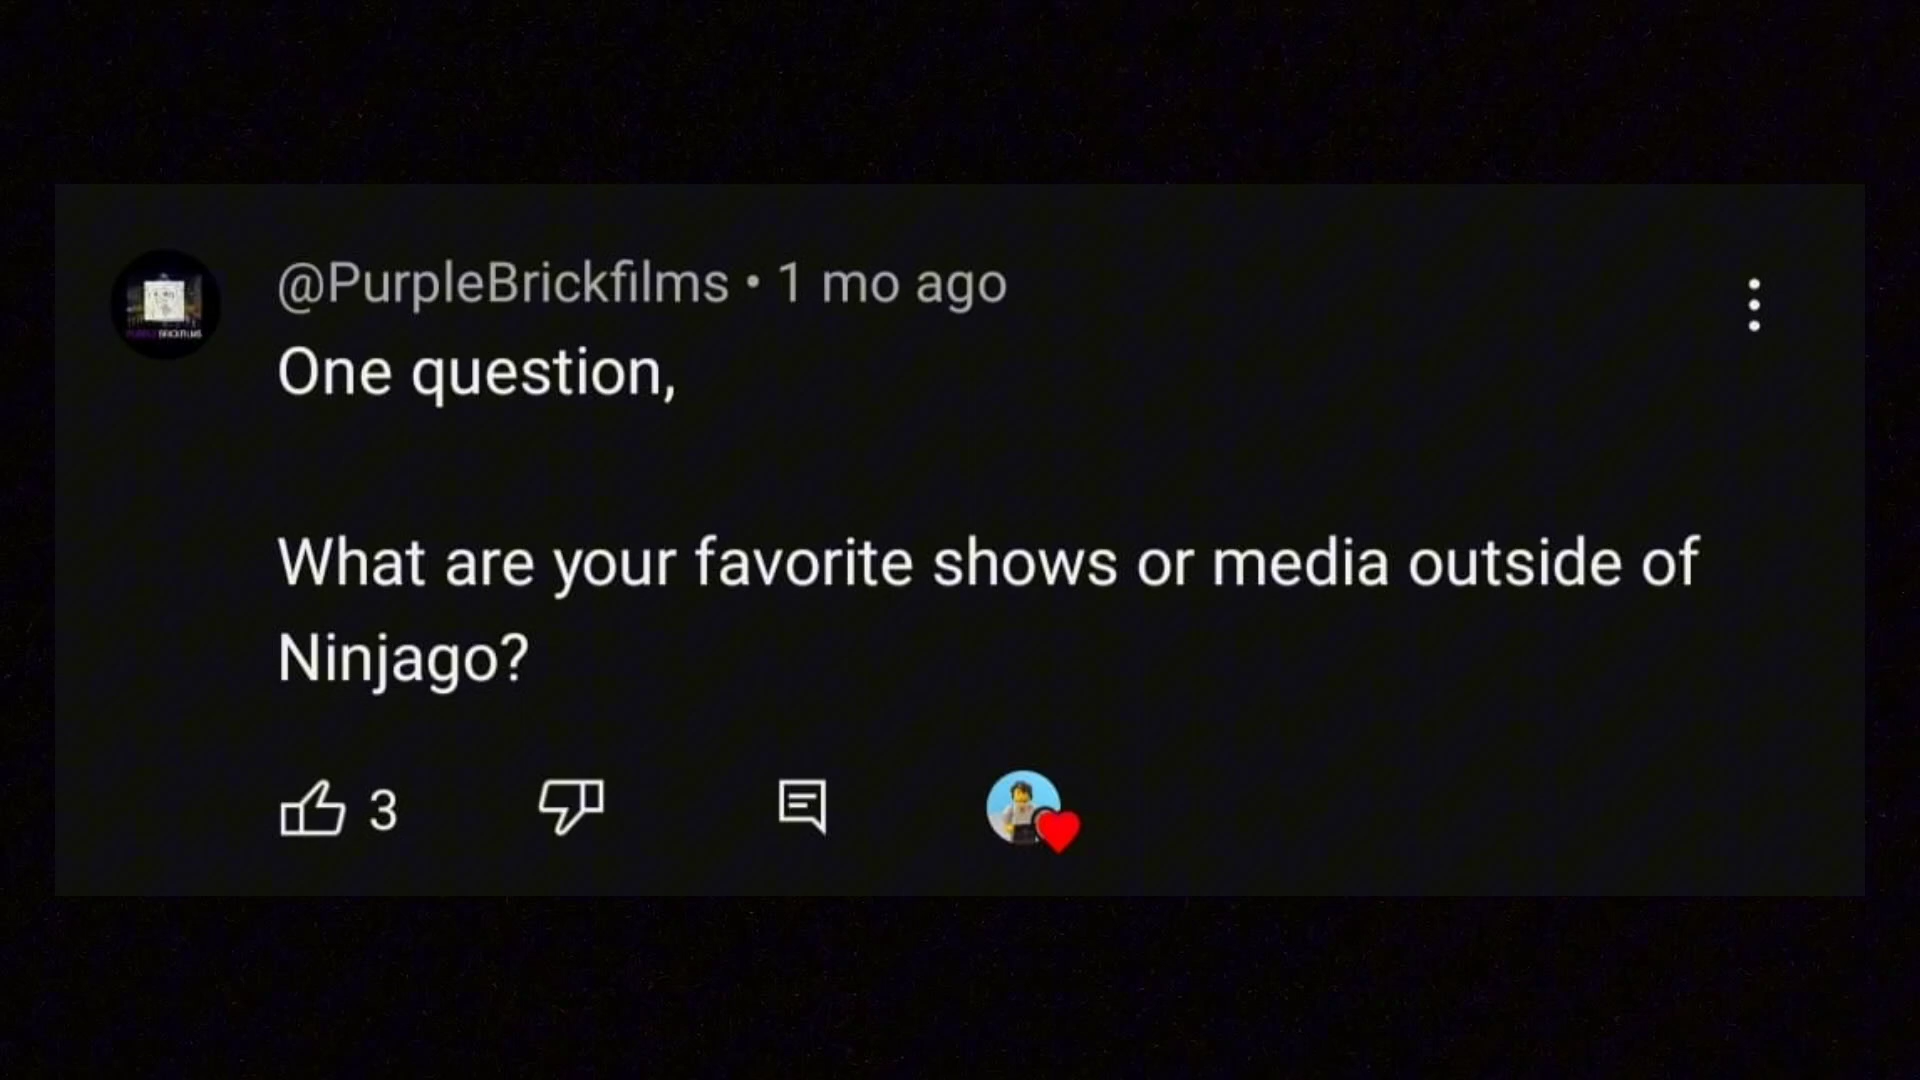 @PurpleBrickfilms • 1 mo ago
One question,
What are your favorite shows or media outside of
Ninjago?
3